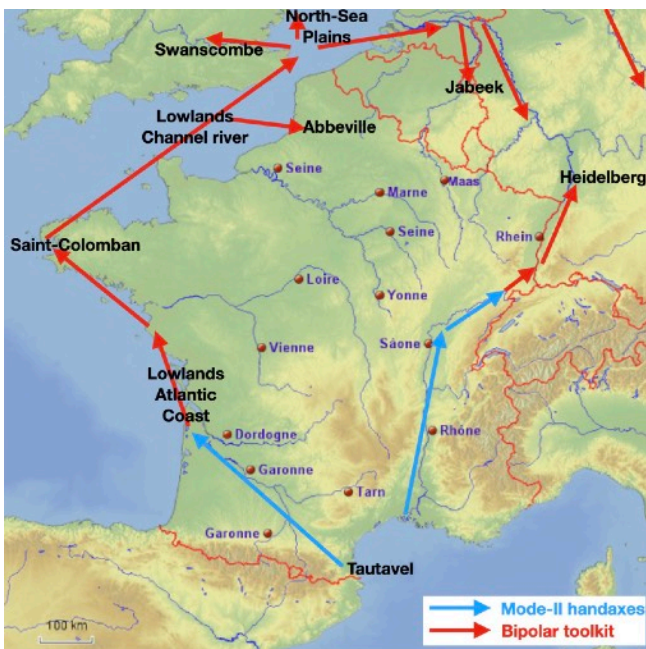 North-Sea
Plains
Swanscombe
Jabeek
Lowlands
Channel river
Abbeville
Seine
Marne
Maas
Heidelberg
Seine
Rhein
Saint-Colomban
Loire
Yonne
Vienne
Sâone
Lowlands
Atlantic
Coast
Dordogne
Rhône
Garonne
Tarn
Garonne
Tautavel
Mode-II handaxes
Bipolar toolkit
100 km